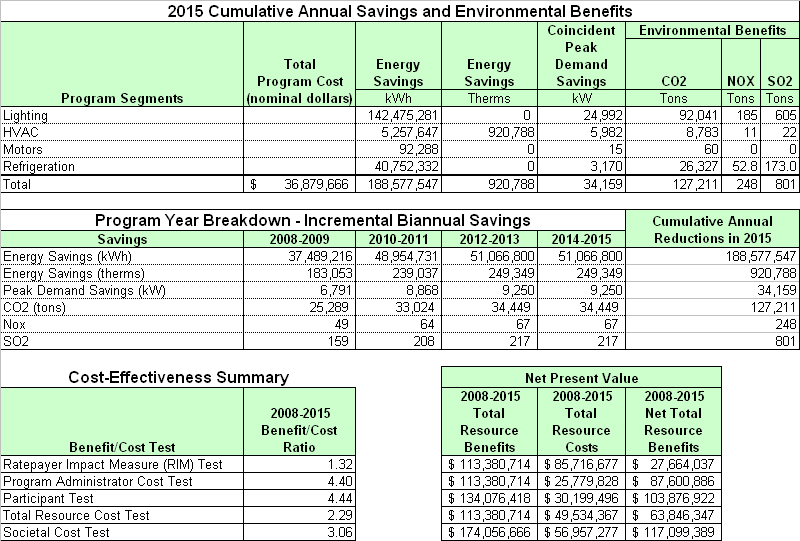 2015 Cumulative Annual Savings and Environmental Benefits
Program Segments Total Program Cost (nominal dollars) Energy Savings Energy Savings Coincident Peak Demand Savings Environmental Benefits
CO2 NOX SO2
kWh Therms kW Tons Tons Tons
Lighting 142,475,281 0 24,992 92,041 185 605
HVAC 5,257,647 920,788 5,982 8,783 11 22
Motors 92,288 0 15 60 0 0
Refrigeration 40,752,332 0 3,170 26,327 52.8 173.0
Total $ 36,879,666 188,577,547 920,788 34,159 127,211 248 801
Program Year Breakdown - Incremental Biannual Savings Cumulative Annual Reductions in 2015
Savings 2008-2009 2010-2011 2012-2013 2014-2015
Energy Savings (kWh) 37,489,216 48,954,731 51,066,800 51,066,800 188,577,547
Energy Savings (therms) 183,053 239,037 249,349 249,349 920,788
Peak Demand Savings (kW) 6,791 8,868 9,250 9,250 34,159
CO2 (tons) 25,289 33,024 34,449 34,449 127,211
Nox 49 64 67 67 248
SO2 159 208 217 217 801
Cost-Effectiveness Summary
Net Present Value
Benefit/Cost Test 2008-2015 Benefit/Cost Ratio 2008-2015 Total Resource Benefits 2008-2015 Total Resource Costs 2008-2015 Net Total Resource Benefits
Ratepayer Impact Measure (RIM) Test 1.32 $ 113,380,714 $ 85,716,677 $ 27,664,037
Program Administrator Cost Test 4.40 $ 113,380,714 $ 25,779,828 $ 87,600,886
Participant Test 4.44 $ 134,076,418 $ 30,199,496 $ 103,876,922
Total Resource Cost Test 2.29 $ 113,380,714 $ 49,534,367 $ 63,846,347
Societal Cost Test 3.06 $ 174,056,666 $ 56,957,277 $ 117,099,389